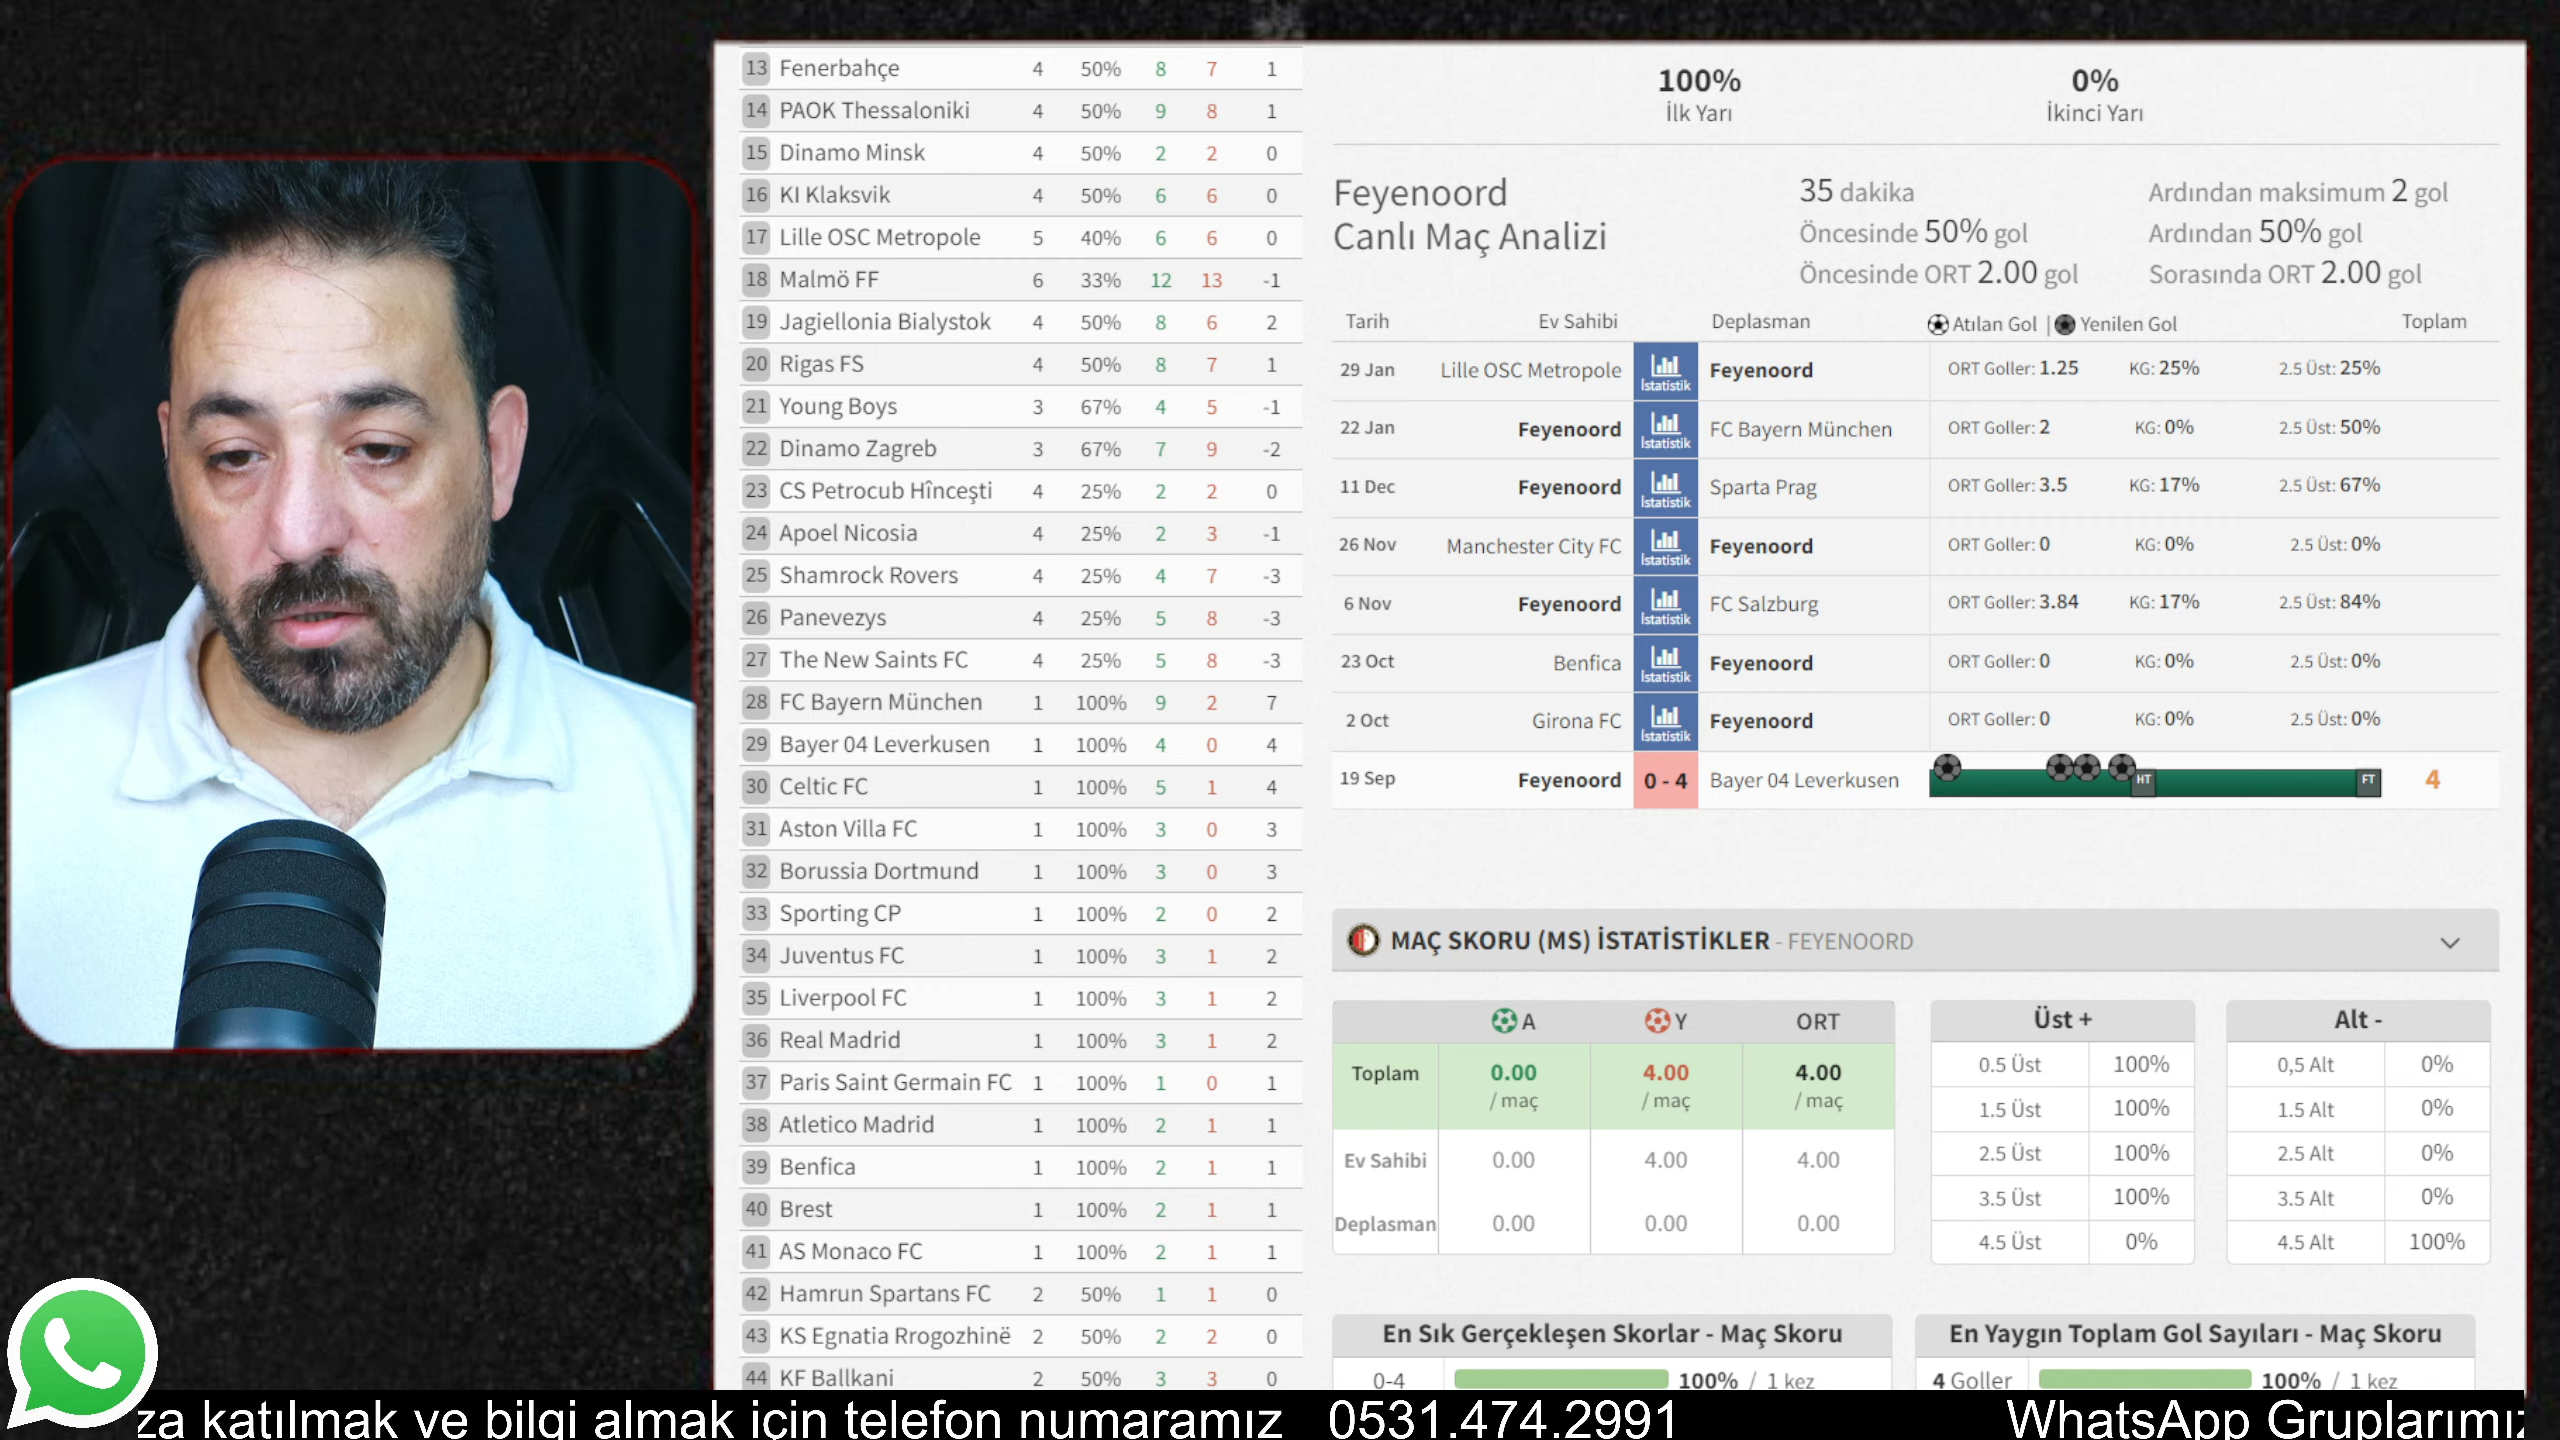 13 Fenerbahçe 4 50% 8 7 1
14 PAOK Thessaloniki 4 50% 9 8 1
15 Dinamo Minsk 4 50% 2 2 0
16 KI Klaksvik 4 50% 6 6 0
17 Lille OSC Metropole 5 40% 6 6 0
18 Malmö FF 6 33% 12 13 -1
19 Jagiellonia Bialystok 4 50% 8 6 2
20 Rigas FS 4 50% 8 7 1
21 Young Boys 3 67% 4 5 -1
22 Dinamo Zagreb 3 67% 7 9 -2
23 CS Petrocub Hînceşti 4 25% 2 2 0
24 Apoel Nicosia 4 25% 2 3 -1
25 Shamrock Rovers 4 25% 4 7 -3
26 Panevezys 4 25% 5 8 -3
27 The New Saints FC 4 25% 5 8 -3
28 FC Bayern München 1 100% 9 2 7
29 Bayer 04 Leverkusen 1 100% 4 0 4
30 Celtic FC 1 100% 5 1 4
31 Aston Villa FC 1 100% 3 0 3
32 Borussia Dortmund 1 100% 3 0 3
33 Sporting CP 1 100% 2 0 2
34 Juventus FC 1 100% 3 1 2
35 Liverpool FC 1 100% 3 1 2
36 Real Madrid 1 100% 3 1 2
37 Paris Saint Germain FC 1 100% 1 0 1
38 Atletico Madrid 1 100% 2 1 1
39 Benfica 1 100% 2 1 1
40 Brest 1 100% 2 1 1
41 AS Monaco FC 1 100% 2 1 1
42 Hamrun Spartans FC 2 50% 1 1 0
43 KS Egnatia Rrogozhinë 2 50% 2 2 0
44 KF Ballkani 2 50% 3 3 0
100% 0%
İlk Yarı İkinci Yarı
Feyenoord
Canlı Maç Analizi
35 dakika
Öncesinde 50% gol
Öncesinde ORT 2.00 gol
Ardından maksimum 2 gol
Ardından 50% gol
Sorasında ORT 2.00 gol
Tarih Ev Sahibi Deplasman Atılan Gol | Yenilen Gol Toplam
29 Jan Lille OSC Metropole İstatistik Feyenoord ORT Goller: 1.25 KG: 25% 2.5 Üst: 25%
22 Jan Feyenoord İstatistik FC Bayern München ORT Goller: 2 KG: 0% 2.5 Üst: 50%
11 Dec Feyenoord İstatistik Sparta Prag ORT Goller: 3.5 KG: 17% 2.5 Üst: 67%
26 Nov Manchester City FC İstatistik Feyenoord ORT Goller: 0 KG: 0% 2.5 Üst: 0%
6 Nov Feyenoord İstatistik FC Salzburg ORT Goller: 3.84 KG: 17% 2.5 Üst: 84%
23 Oct Benfica İstatistik Feyenoord ORT Goller: 0 KG: 0% 2.5 Üst: 0%
2 Oct Girona FC İstatistik Feyenoord ORT Goller: 0 KG: 0% 2.5 Üst: 0%
19 Sep Feyenoord 0 - 4 Bayer 04 Leverkusen HT FT 4
MAÇ SKORU (MS) İSTATİSTİKLER - FEYENOORD
A Y ORT
Toplam 0.00 4.00 4.00
/ maç / maç / maç
Ev Sahibi 0.00 4.00 4.00
Deplasman 0.00 0.00 0.00
Üst +
0.5 Üst 100%
1.5 Üst 100%
2.5 Üst 100%
3.5 Üst 100%
4.5 Üst 0%
Alt -
0,5 Alt 0%
1.5 Alt 0%
2.5 Alt 0%
3.5 Alt 0%
4.5 Alt 100%
En Sık Gerçekleşen Skorlar - Maç Skoru
0-4 100% / 1 kez
En Yaygın Toplam Gol Sayıları - Maç Skoru
4 Goller 100% / 1 kez
za katılmak ve bilgi almak için telefon numaramız 0531.474.2991 WhatsApp Gruplarımız